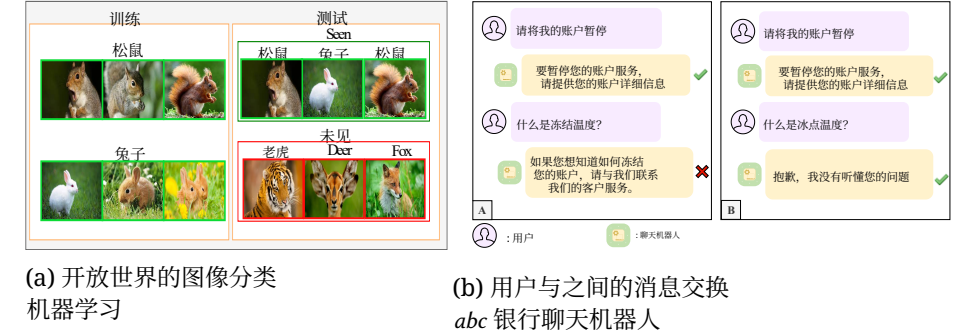 训练
松鼠
兔子
测试
Seen
松鼠 兔子 松鼠
未见
老虎 Deer Fox
(a) 开放世界的图像分类
机器学习
请将我的账户暂停
要暂停您的账户服务,
请提供您的账户详细信息
什么是冻结温度?
如果您想知道如何冻结
您的账户，请与我们联系
我们的客户服务。
A
请将我的账户暂停
要暂停您的账户服务,
请提供您的账户详细信息
什么是冰点温度?
抱歉，我没有听懂您的问题
B
: 用户
: 聊天机器人
(b) 用户与之间的消息交换
abc 银行聊天机器人